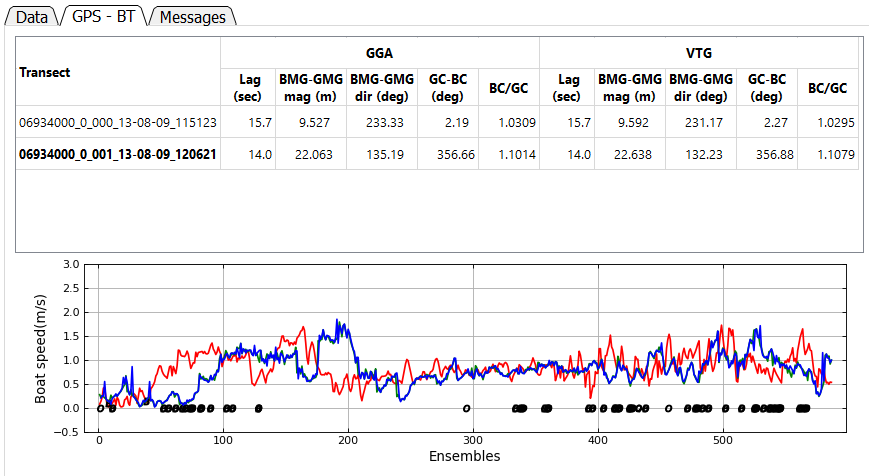 Data GPS - BT Messages
GGA VTG
Transect Lag (sec) BMG-GMG mag (m) BMG-GMG dir (deg) GC-BC (deg) BC/GC Lag (sec) BMG-GMG mag (m) BMG-GMG dir (deg) GC-BC (deg) BC/GC
06934000_0_000_13-08-09_115123 15.7 9.527 233.33 2.19 1.0309 15.7 9.592 231.17 2.27 1.0295
06934000_0_001_13-08-09_120621 14.0 22.063 135.19 356.66 1.1014 14.0 22.638 132.23 356.88 1.1079
3.0
2.5
2.0
1.5
1.0
0.5
0.0
−0.5
Boat speed(m/s)
0 100 200 300 400 500
Ensembles